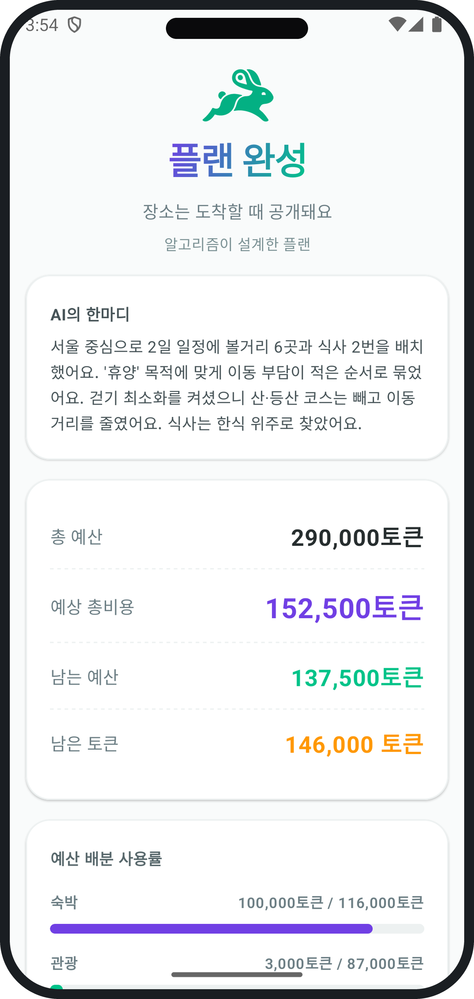 3:54
플랜 완성
장소는 도착할 때 공개돼요
알고리즘이 설계한 플랜
AI의 한마디
서울 중심으로 2일 일정에 볼거리 6곳과 식사 2번을 배치
했어요. '휴양' 목적에 맞게 이동 부담이 적은 순서로 묶었
어요. 걷기 최소화를 켜셨으니 산·등산 코스는 빼고 이동
거리를 줄였어요. 식사는 한식 위주로 찾았어요.
총 예산 290,000토큰
예상 총비용 152,500토큰
남는 예산 137,500토큰
남은 토큰 146,000 토큰
예산 배분 사용률
숙박 100,000토큰 / 116,000토큰
관광 3,000토큰 / 87,000토큰